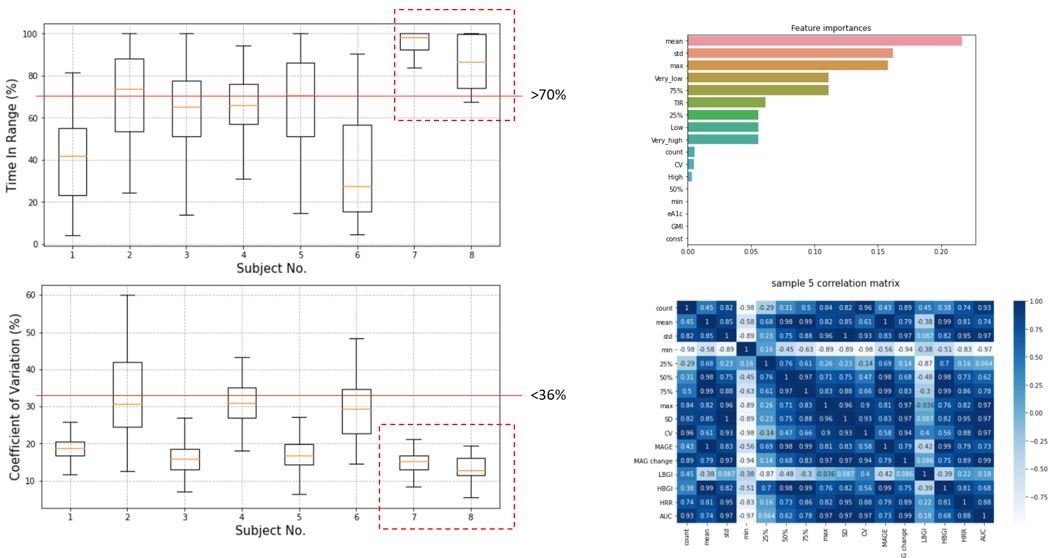 100
80
60
40
20
0
Time In Range (%)
1 2 3 4 5 6 7 8
Subject No.
>70%
60
50
40
30
20
10
Coefficient of Variation (%)
1 2 3 4 5 6 7 8
Subject No.
<36%
Feature importances
mean
std
max
Very_low
75%
TIR
25%
Low
Very_high
count
CV
High
50%
min
eA1c
GMI
const
0.00 0.05 0.10 0.15 0.20
sample 5 correlation matrix
count 1 0.45 0.82 -0.98 -0.29 0.31 0.5 0.84 0.82 0.96 0.43 0.89 0.45 0.38 0.74 0.93
mean 0.45 1 0.85 -0.58 0.68 0.98 0.99 0.82 0.85 0.61 1 0.79 -0.38 0.99 0.81 0.74
std 0.82 0.85 1 -0.89 0.23 0.75 0.88 0.96 1 0.93 0.83 0.97 0.087 0.82 0.95 0.97
min -0.98 -0.58 -0.89 1 0.16 -0.45 -0.63 -0.89 -0.89 -0.98 -0.56 -0.94 -0.38 -0.51 -0.83 -0.97
25% -0.29 0.68 0.23 0.16 1 0.76 0.61 0.26 0.23 -0.14 0.69 0.14 -0.87 0.7 0.16 0.064
50% 0.31 0.98 0.75 -0.45 0.76 1 0.97 0.71 0.75 0.47 0.98 0.68 -0.48 0.98 0.73 0.62
75% 0.5 0.99 0.88 -0.63 0.61 0.97 1 0.83 0.88 0.66 0.99 0.83 -0.3 0.99 0.86 0.78
max 0.84 0.82 0.96 -0.89 0.26 0.71 0.83 1 0.96 0.9 0.81 0.97 -0.036 0.76 0.82 0.97
SD 0.82 0.85 1 -0.89 0.23 0.75 0.88 0.96 1 0.93 0.83 0.97 0.087 0.82 0.95 0.97
CV 0.96 0.61 0.93 -0.98 -0.14 0.47 0.66 0.9 0.93 1 0.58 0.94 0.4 0.56 0.88 0.97
MAGE 0.43 1 0.83 -0.56 0.69 0.98 0.99 0.81 0.83 0.58 1 0.79 -0.42 0.99 0.79 0.73
MAG change 0.89 0.79 0.97 -0.94 0.14 0.68 0.83 0.97 0.97 0.94 0.79 1 0.086 0.75 0.89 0.99
LBGI 0.45 -0.38 0.087 -0.38 -0.87 -0.48 -0.3 -0.036 0.087 0.4 -0.42 0.086 1 -0.39 0.22 0.18
HBGI 0.38 0.99 0.82 -0.51 0.7 0.98 0.99 0.76 0.82 0.56 0.99 0.75 -0.39 1 0.81 0.68
HRR 0.74 0.81 0.95 -0.83 0.16 0.73 0.86 0.82 0.95 0.88 0.79 0.89 0.22 0.81 1 0.88
AUC 0.93 0.74 0.97 -0.97 0.064 0.62 0.78 0.97 0.97 0.97 0.73 0.99 0.18 0.68 0.88 1
count mean std min 25% 50% 75% max SD CV MAGE G change LBGI HBGI HRR AUC
1.00
0.75
0.50
0.25
0.00
-0.25
-0.50
-0.75